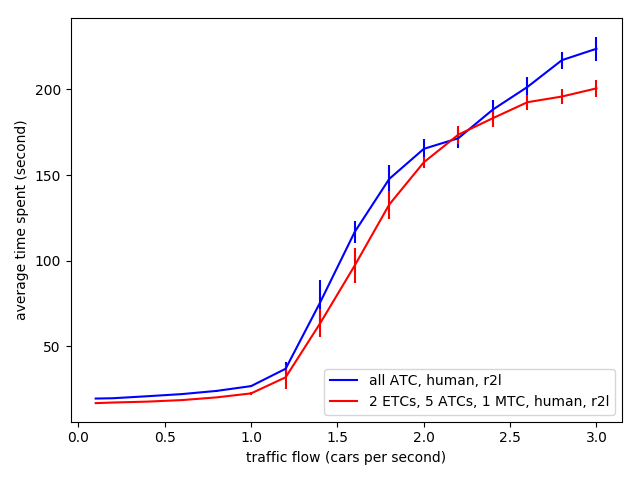 200
150
100
50
average time spent (second)
all ATC, human, r2l
2 ETCs, 5 ATCs, 1 MTC, human, r2l
0.0 0.5 1.0 1.5 2.0 2.5 3.0
traffic flow (cars per second)